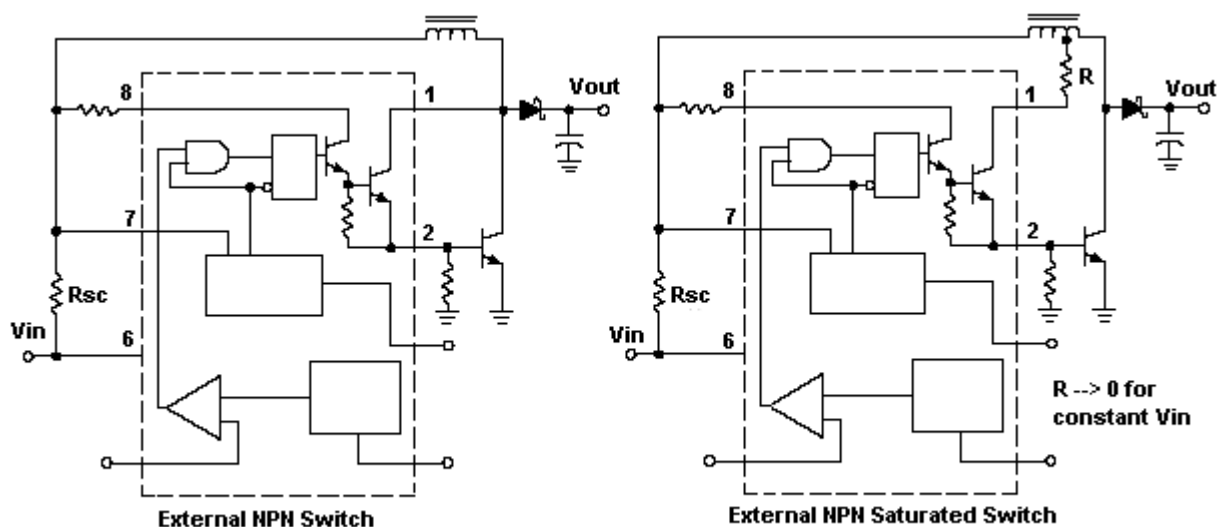 8
1
Vout
7
2
Rsc
Vin
6
External NPN Switch
R
8
1
Vout
7
2
Rsc
Vin
6
R --> 0 for
constant Vin
External NPN Saturated Switch